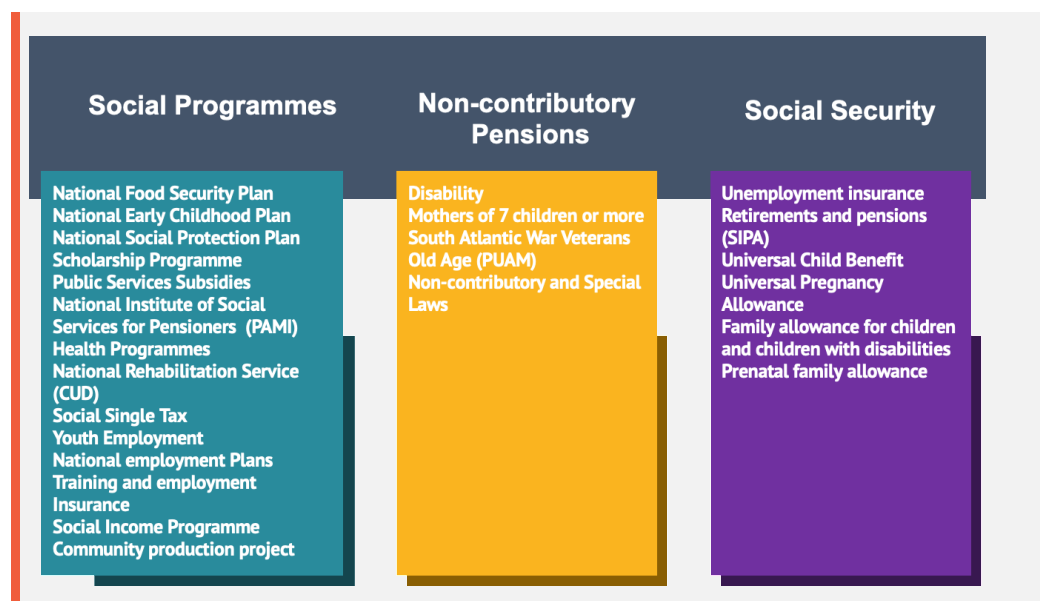 Social Programmes
National Food Security Plan
National Early Childhood Plan
National Social Protection Plan
Scholarship Programme
Public Services Subsidies
National Institute of Social
Services for Pensioners (PAMI)
Health Programmes
National Rehabilitation Service
(CUD)
Social Single Tax
Youth Employment
National employment Plans
Training and employment
Insurance
Social Income Programme
Community production project
Non-contributory
Pensions
Disability
Mothers of 7 children or more
South Atlantic War Veterans
Old Age (PUAM)
Non-contributory and Special
Laws
Social Security
Unemployment insurance
Retirements and pensions
(SIPA)
Universal Child Benefit
Universal Pregnancy
Allowance
Family allowance for children
and children with disabilities
Prenatal family allowance